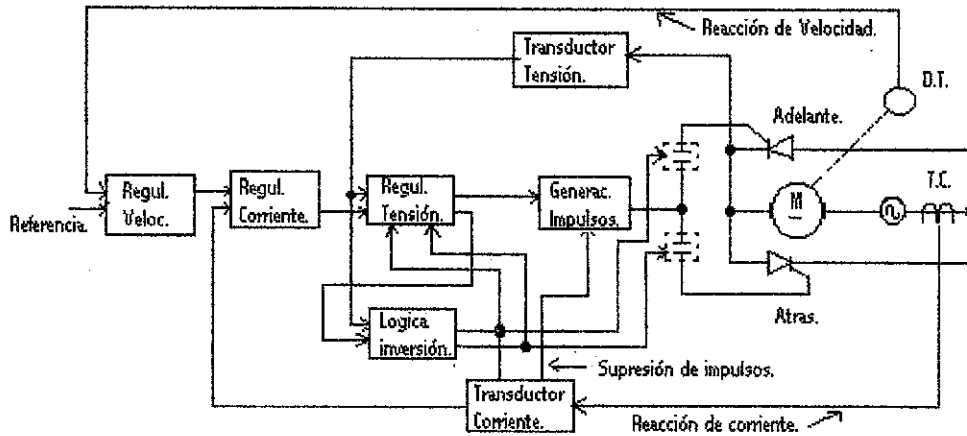 Reacción de Velocidad.
Transductor
Tensión.
D.T.
Adelante.
Regul.
Veloc.
Regul.
Corriente.
Regul.
Tensión.
Generac.
Impulsos.
M
T.C.
Referencia.
Logica
inversión.
Atras.
Supresión de impulsos.
Transductor
Corriente.
Reacción de corriente.